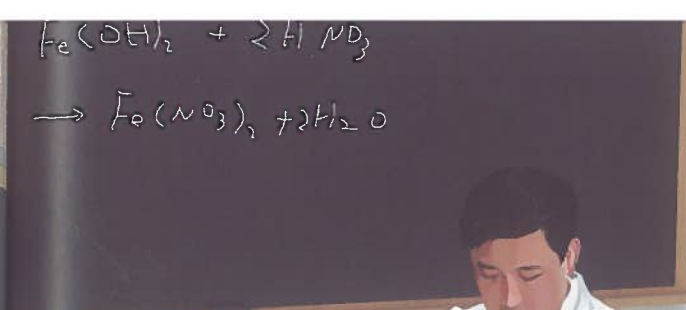 Fe(OH)₂ + 2HNO₃
→ Fe(NO₃)₂ + 2H₂O